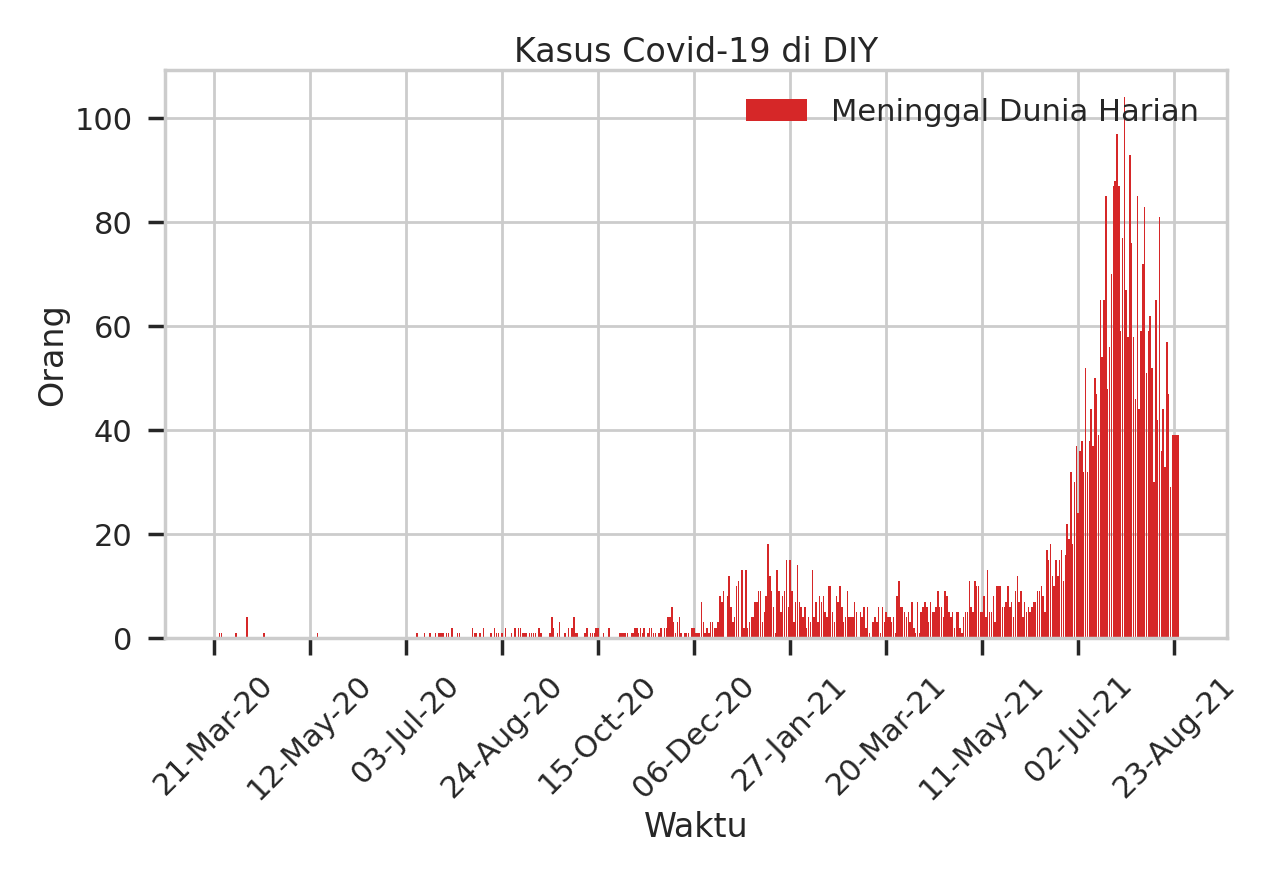 Kasus Covid-19 di DIY
Meninggal Dunia Harian
Orang
100
80
60
40
20
0
21-Mar-20
12-May-20
03-Jul-20
24-Aug-20
15-Oct-20
06-Dec-20
27-Jan-21
20-Mar-21
11-May-21
02-Jul-21
23-Aug-21
Waktu